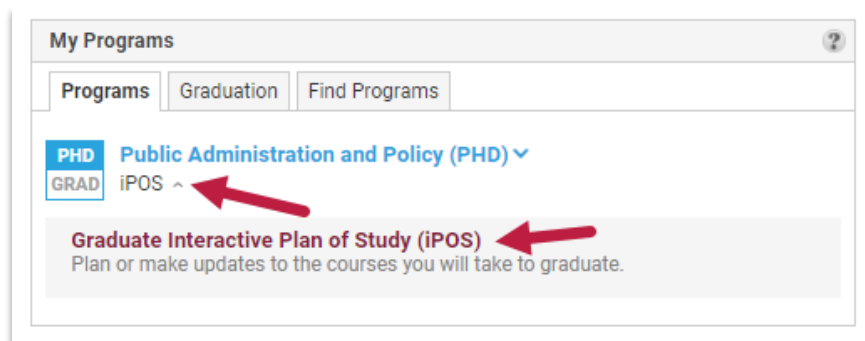 My Programs ?
Programs Graduation Find Programs
PHD Public Administration and Policy (PHD)
GRAD iPOS
Graduate Interactive Plan of Study (iPOS)
Plan or make updates to the courses you will take to graduate.